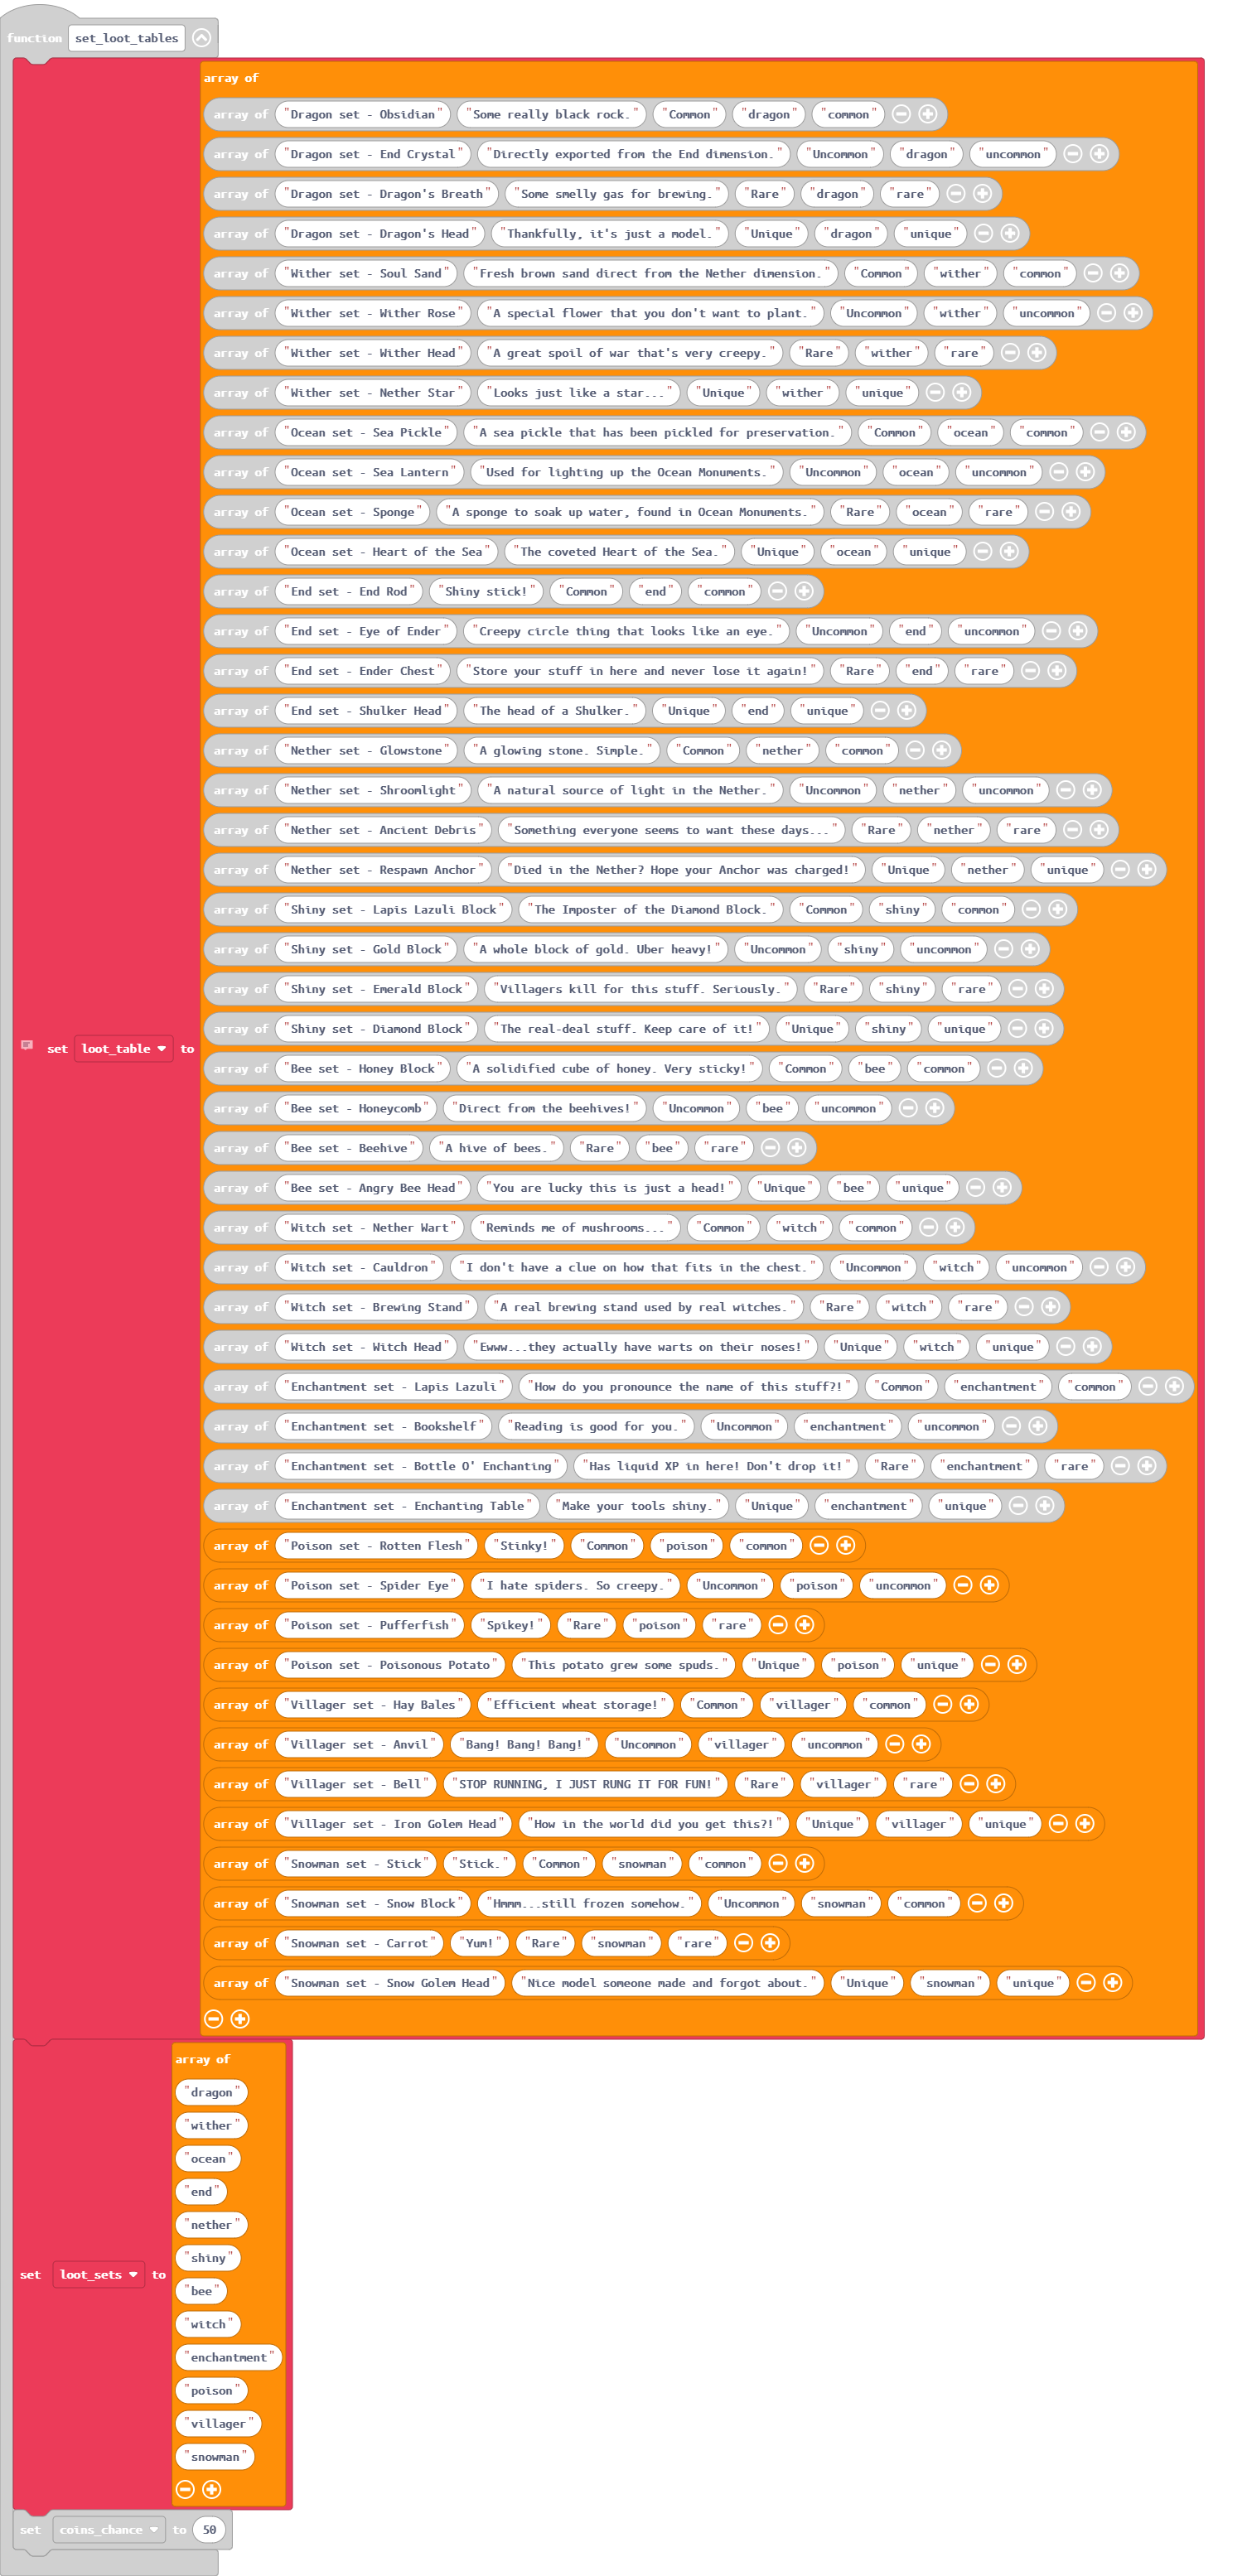 function set_loot_tables
array of
array of "Dragon set - Obsidian" "Some really black rock." "Common" "dragon" "common"
array of "Dragon set - End Crystal" "Directly exported from the End dimension." "Uncommon" "dragon" "uncommon"
array of "Dragon set - Dragon's Breath" "Some smelly gas for brewing." "Rare" "dragon" "rare"
array of "Dragon set - Dragon's Head" "Thankfully, it's just a model." "Unique" "dragon" "unique"
array of "Wither set - Soul Sand" "Fresh brown sand direct from the Nether dimension." "Common" "wither" "common"
array of "Wither set - Wither Rose" "A special flower that you don't want to plant." "Uncommon" "wither" "uncommon"
array of "Wither set - Wither Head" "A great spoil of war that's very creepy." "Rare" "wither" "rare"
array of "Wither set - Nether Star" "Looks just like a star..." "Unique" "wither" "unique"
array of "Ocean set - Sea Pickle" "A sea pickle that has been pickled for preservation." "Common" "ocean" "common"
array of "Ocean set - Sea Lantern" "Used for lighting up the Ocean Monuments." "Uncommon" "ocean" "uncommon"
array of "Ocean set - Sponge" "A sponge to soak up water, found in Ocean Monuments." "Rare" "ocean" "rare"
array of "Ocean set - Heart of the Sea" "The coveted Heart of the Sea." "Unique" "ocean" "unique"
array of "End set - End Rod" "Shiny stick!" "Common" "end" "common"
array of "End set - Eye of Ender" "Creepy circle thing that looks like an eye." "Uncommon" "end" "uncommon"
array of "End set - Ender Chest" "Store your stuff in here and never lose it again!" "Rare" "end" "rare"
array of "End set - Shulker Head" "The head of a Shulker." "Unique" "end" "unique"
array of "Nether set - Glowstone" "A glowing stone. Simple." "Common" "nether" "common"
array of "Nether set - Shroomlight" "A natural source of light in the Nether." "Uncommon" "nether" "uncommon"
array of "Nether set - Ancient Debris" "Something everyone seems to want these days..." "Rare" "nether" "rare"
array of "Nether set - Respawn Anchor" "Died in the Nether? Hope your Anchor was charged!" "Unique" "nether" "unique"
array of "Shiny set - Lapis Lazuli Block" "The Imposter of the Diamond Block." "Common" "shiny" "common"
array of "Shiny set - Gold Block" "A whole block of gold. Uber heavy!" "Uncommon" "shiny" "uncommon"
array of "Shiny set - Emerald Block" "Villagers kill for this stuff. Seriously." "Rare" "shiny" "rare"
array of "Shiny set - Diamond Block" "The real-deal stuff. Keep care of it!" "Unique" "shiny" "unique"
set loot_table to
array of "Bee set - Honey Block" "A solidified cube of honey. Very sticky!" "Common" "bee" "common"
array of "Bee set - Honeycomb" "Direct from the beehives!" "Uncommon" "bee" "uncommon"
array of "Bee set - Beehive" "A hive of bees." "Rare" "bee" "rare"
array of "Bee set - Angry Bee Head" "You are lucky this is just a head!" "Unique" "bee" "unique"
array of "Witch set - Nether Wart" "Reminds me of mushrooms..." "Common" "witch" "common"
array of "Witch set - Cauldron" "I don't have a clue on how that fits in the chest." "Uncommon" "witch" "uncommon"
array of "Witch set - Brewing Stand" "A real brewing stand used by real witches." "Rare" "witch" "rare"
array of "Witch set - Witch Head" "Ewww...they actually have warts on their noses!" "Unique" "witch" "unique"
array of "Enchantment set - Lapis Lazuli" "How do you pronounce the name of this stuff?!" "Common" "enchantment" "common"
array of "Enchantment set - Bookshelf" "Reading is good for you." "Uncommon" "enchantment" "uncommon"
array of "Enchantment set - Bottle O' Enchanting" "Has liquid XP in here! Don't drop it!" "Rare" "enchantment" "rare"
array of "Enchantment set - Enchanting Table" "Make your tools shiny." "Unique" "enchantment" "unique"
array of "Poison set - Rotten Flesh" "Stinky!" "Common" "poison" "common"
array of "Poison set - Spider Eye" "I hate spiders. So creepy." "Uncommon" "poison" "uncommon"
array of "Poison set - Pufferfish" "Spikey!" "Rare" "poison" "rare"
array of "Poison set - Poisonous Potato" "This potato grew some spuds." "Unique" "poison" "unique"
array of "Villager set - Hay Bales" "Efficient wheat storage!" "Common" "villager" "common"
array of "Villager set - Anvil" "Bang! Bang! Bang!" "Uncommon" "villager" "uncommon"
array of "Villager set - Bell" "STOP RUNNING, I JUST RUNG IT FOR FUN!" "Rare" "villager" "rare"
array of "Villager set - Iron Golem Head" "How in the world did you get this?!" "Unique" "villager" "unique"
array of "Snowman set - Stick" "Stick." "Common" "snowman" "common"
array of "Snowman set - Snow Block" "Hmmm...still frozen somehow." "Uncommon" "snowman" "common"
array of "Snowman set - Carrot" "Yum!" "Rare" "snowman" "rare"
array of "Snowman set - Snow Golem Head" "Nice model someone made and forgot about." "Unique" "snowman" "unique"
array of
"dragon"
"wither"
"ocean"
"end"
"nether"
"shiny"
set loot_sets to
"bee"
"witch"
"enchantment"
"poison"
"villager"
"snowman"
set coins_chance to 50